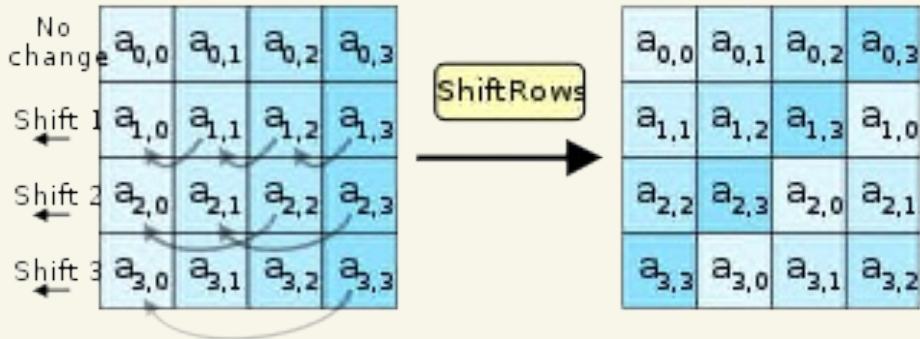 No
change
a0,0 a0,1 a0,2 a0,3
Shift 1
a1,0 a1,1 a1,2 a1,3
Shift 2
a2,0 a2,1 a2,2 a2,3
Shift 3
a3,0 a3,1 a3,2 a3,3
ShiftRows
a0,0 a0,1 a0,2 a0,3
a1,1 a1,2 a1,3 a1,0
a2,2 a2,3 a2,0 a2,1
a3,3 a3,0 a3,1 a3,2